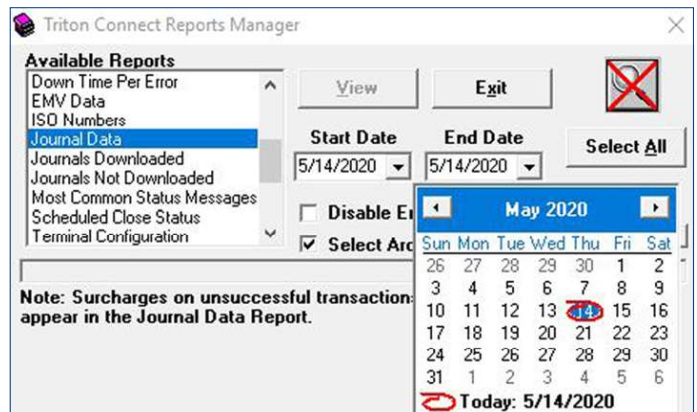 Triton Connect Reports Manager
Available Reports
Down Time Per Error
EMV Data
ISO Numbers
Journal Data
Journals Downloaded
Journals Not Downloaded
Most Common Status Messages
Scheduled Close Status
Terminal Configuration
View
Exit
Start Date
End Date
Select All
5/14/2020
5/14/2020
Disable
Select
Note: Surcharges on unsuccessful transaction
appear in the Journal Data Report.
May 2020
Sun Mon Tue Wed Thu Fri Sat
26 27 28 29 30 1 2
3 4 5 6 7 8 9
10 11 12 13 14 15 16
17 18 19 20 21 22 23
24 25 26 27 28 29 30
31 1 2 3 4 5 6
Today: 5/14/2020